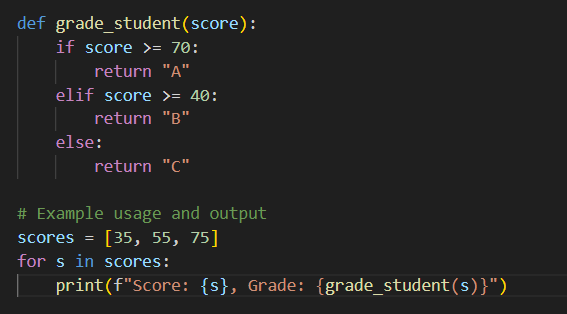 def grade_student(score):
    if score >= 70:
        return "A"
    elif score >= 40:
        return "B"
    else:
        return "C"

# Example usage and output
scores = [35, 55, 75]
for s in scores:
    print(f"Score: {s}, Grade: {grade_student(s)}")